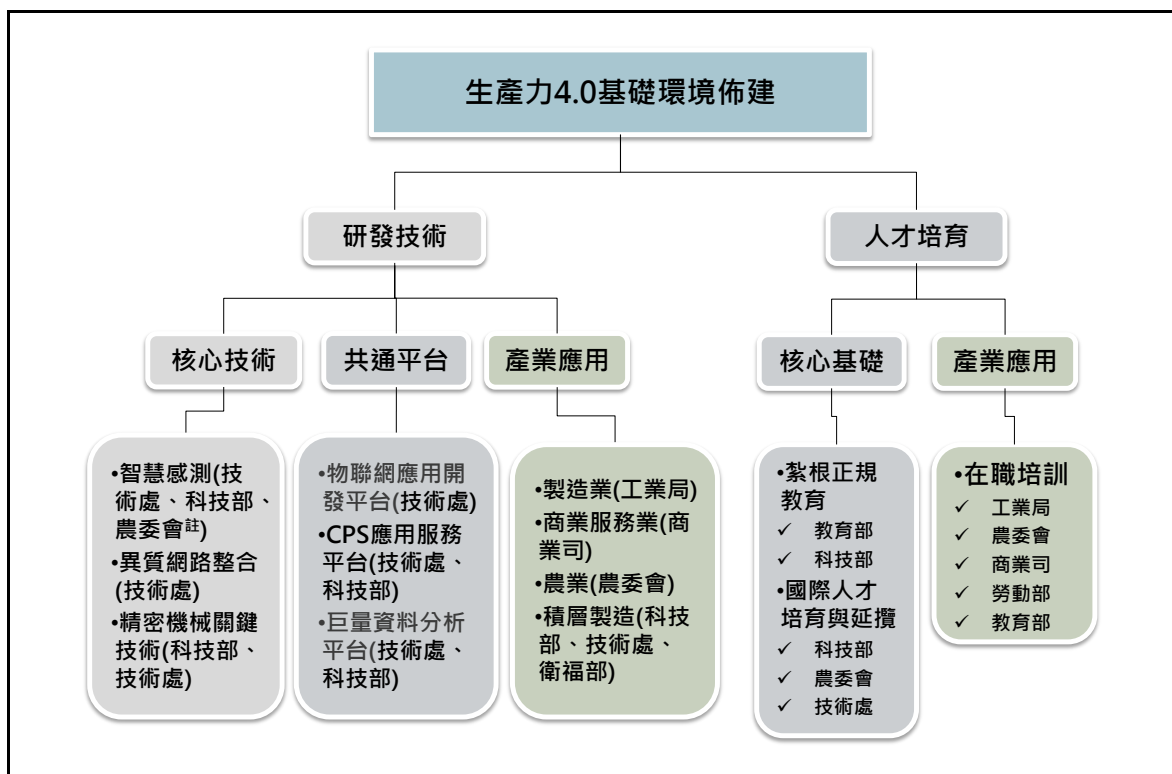 生產力4.0基礎環境佈建
研發技術
人才培育
核心技術
共通平台
產業應用
核心基礎
產業應用
•智慧感測(技
術處、科技部、
農委會註)
•異質網路整合
(技術處)
•精密機械關鍵
技術(科技部、
技術處)
•物聯網應用開
發平台(技術處)
•CPS應用服務
平台(技術處、
科技部)
•巨量資料分析
平台(技術處、
科技部)
•製造業(工業局)
•商業服務業(商
業司)
•農業(農委會)
•積層製造(科技
部、技術處、
衛福部)
•紮根正規
教育
✓ 教育部
✓ 科技部
•國際人才
培育與延攬
✓ 科技部
✓ 農委會
✓ 技術處
•在職培訓
✓ 工業局
✓ 農委會
✓ 商業司
✓ 勞動部
✓ 教育部